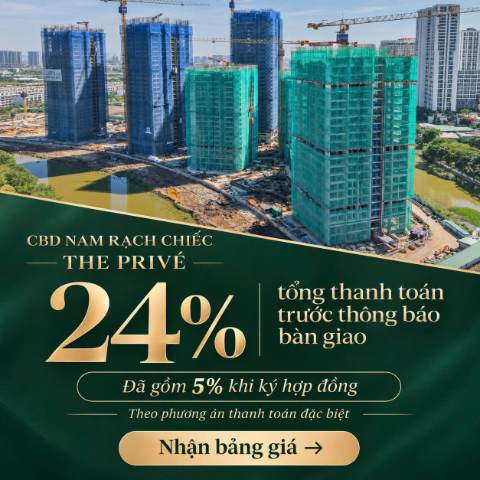 CBD NAM RẠCH CHIẾC
THE PRIVÉ
24%
tổng thanh toán
trước thông báo
bàn giao
Đã gồm 5% khi ký hợp đồng
Theo phương án thanh toán đặc biệt
Nhận bảng giá →